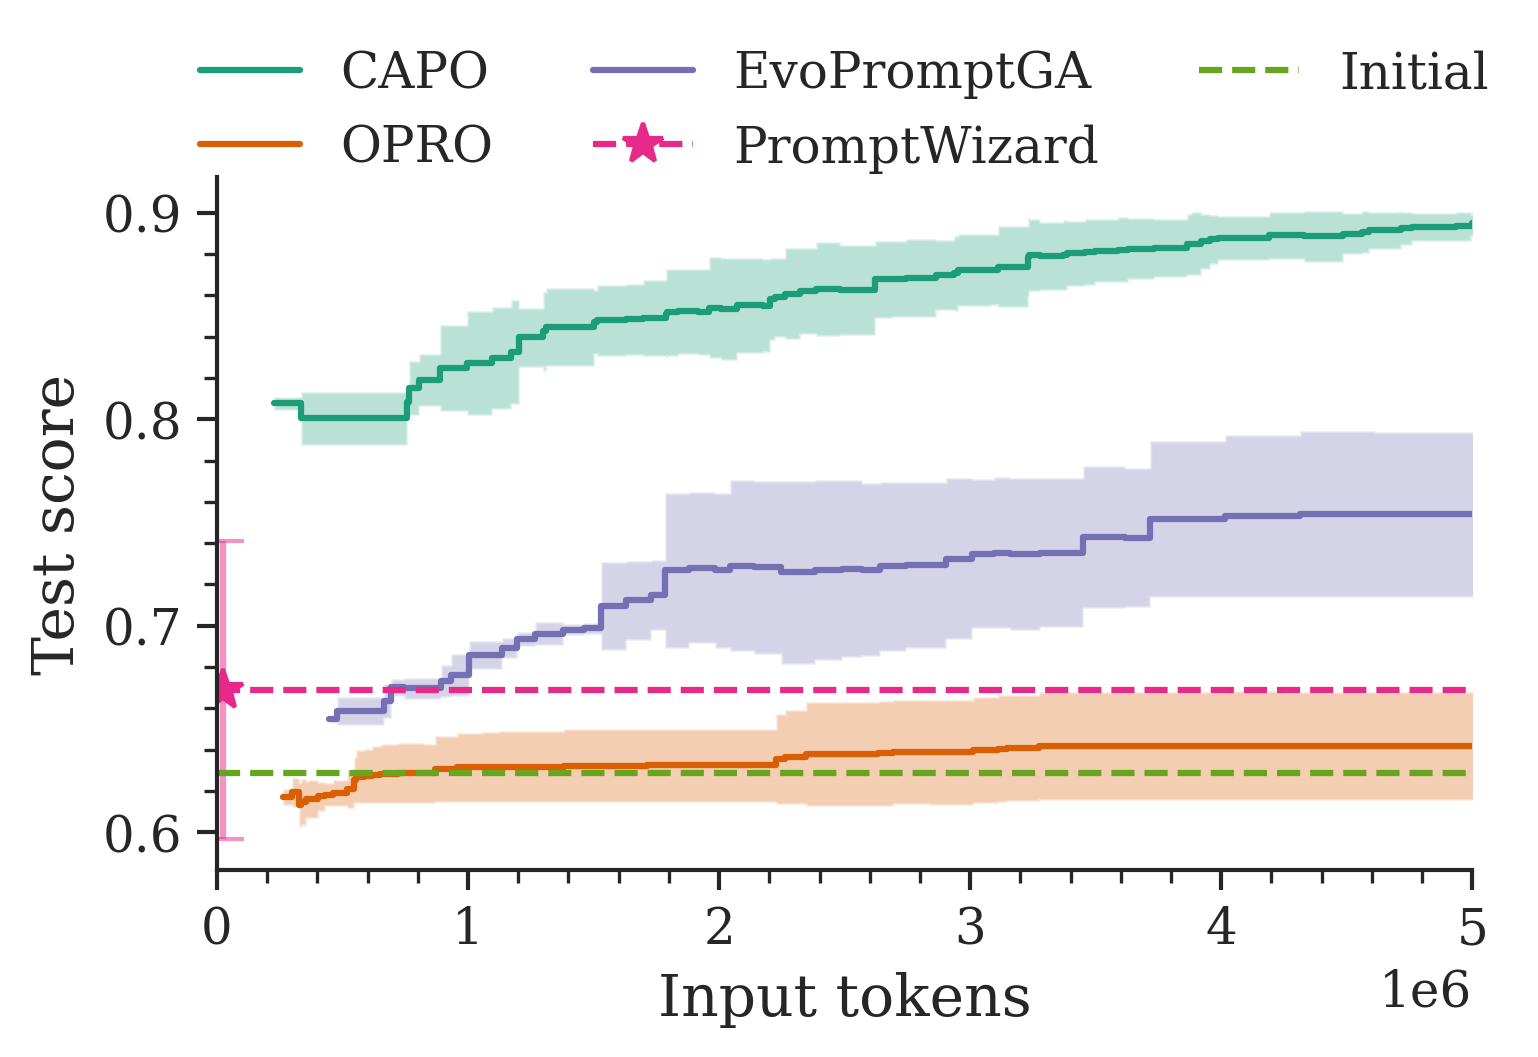 CAPO EvoPromptGA Initial
OPRO PromptWizard
0.9
0.8
0.7
0.6
Test score
0 1 2 3 4 5
1e6
Input tokens